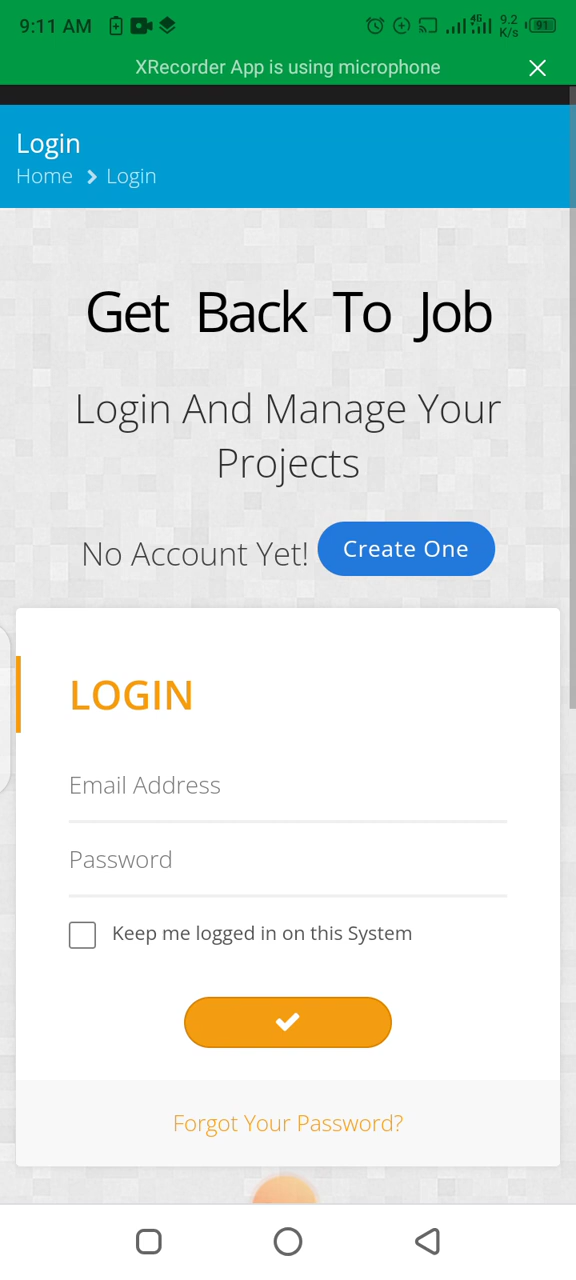 9:11 AM
4G
9.2
K/s
91
XRecorder App is using microphone
Login
Home
Login
Get Back To Job
Login And Manage Your
Projects
No Account Yet! Create One
LOGIN
Email Address
Password
Keep me logged in on this System
Forgot Your Password?